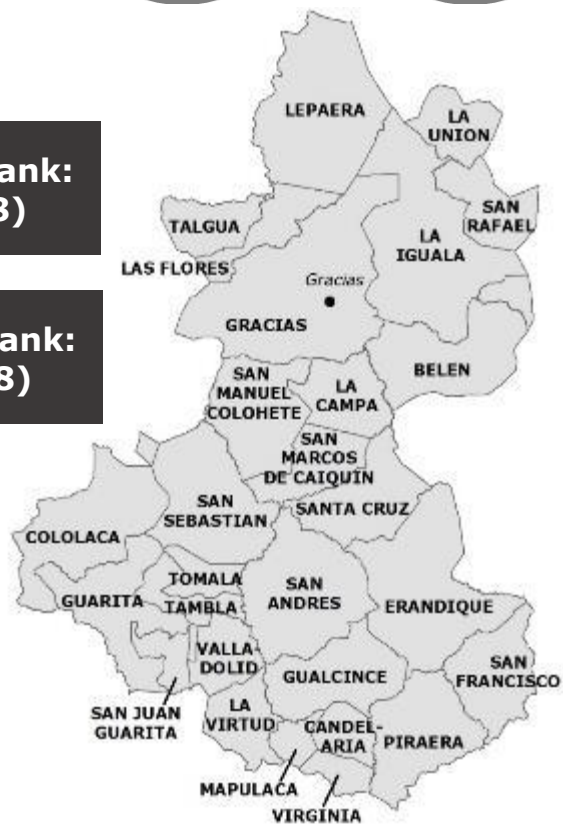 LEPAERA
LA
UNION
ank:
3)
TALGUA
SAN
RAFAEL
LA
IGUALA
LAS FLORES
Gracias
GRACIAS
ank:
8)
BELEN
SAN
MANUEL
COLOHETE
LA
CAMPA
SAN
MARCOS
DE CAIQUIN
SAN
SEBASTIAN
SANTA CRUZ
COLOLACA
TOMALA
GUARITA
TAMBLA
SAN
ANDRES
ERANDIQUE
VALLA-
DOLID
GUALCINCE
SAN
FRANCISCO
SAN JUAN
GUARITA
LA
VIRTUD
CANDEL-
ARIA
PIRAERA
MAPULACA
VIRGINIA